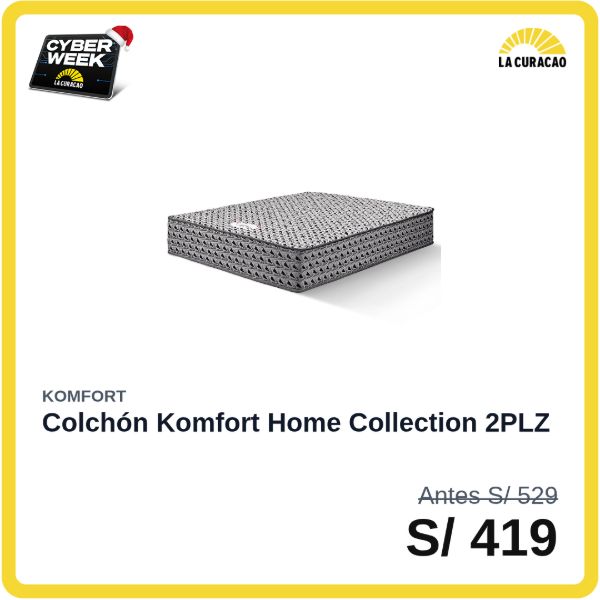 CYBER
WEEK
LA CURACAO
LA CURACAO
KOMFORT
Colchón Komfort Home Collection 2PLZ
Antes S/ 529
S/ 419